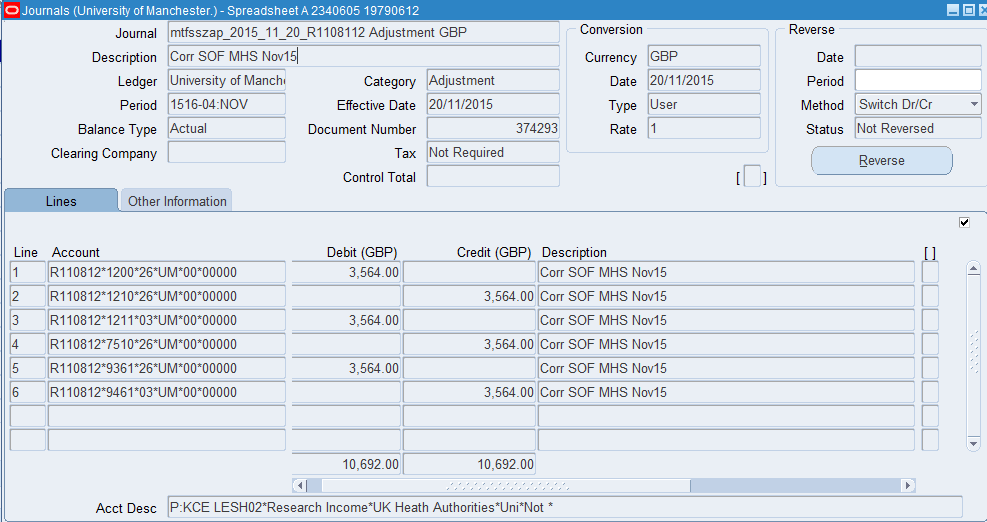 Journals (University of Manchester.) - Spreadsheet A 2340605 19790612
Journal mtfsszap_2015_11_20_R1108112 Adjustment GBP
Description Corr SOF MHS Nov15
Ledger University of Manche Category Adjustment
Period 1516-04:NOV Effective Date 20/11/2015
Balance Type Actual Document Number 374293
Clearing Company Tax Not Required
Control Total
[ ]
Conversion
Currency GBP
Date 20/11/2015
Type User
Rate 1
Reverse
Date
Period
Method Switch Dr/Cr
Status Not Reversed
Reverse
Lines Other Information
Line Account Debit (GBP) Credit (GBP) Description [ ]
1 R110812*1200*26*UM*00*00000 3,564.00 Corr SOF MHS Nov15
2 R110812*1210*26*UM*00*00000 3,564.00 Corr SOF MHS Nov15
3 R110812*1211*03*UM*00*00000 3,564.00 Corr SOF MHS Nov15
4 R110812*7510*26*UM*00*00000 3,564.00 Corr SOF MHS Nov15
5 R110812*9361*26*UM*00*00000 3,564.00 Corr SOF MHS Nov15
6 R110812*9461*03*UM*00*00000 3,564.00 Corr SOF MHS Nov15
10,692.00 10,692.00
Acct Desc P:KCE LESH02*Research Income*UK Heath Authorities*Uni*Not *